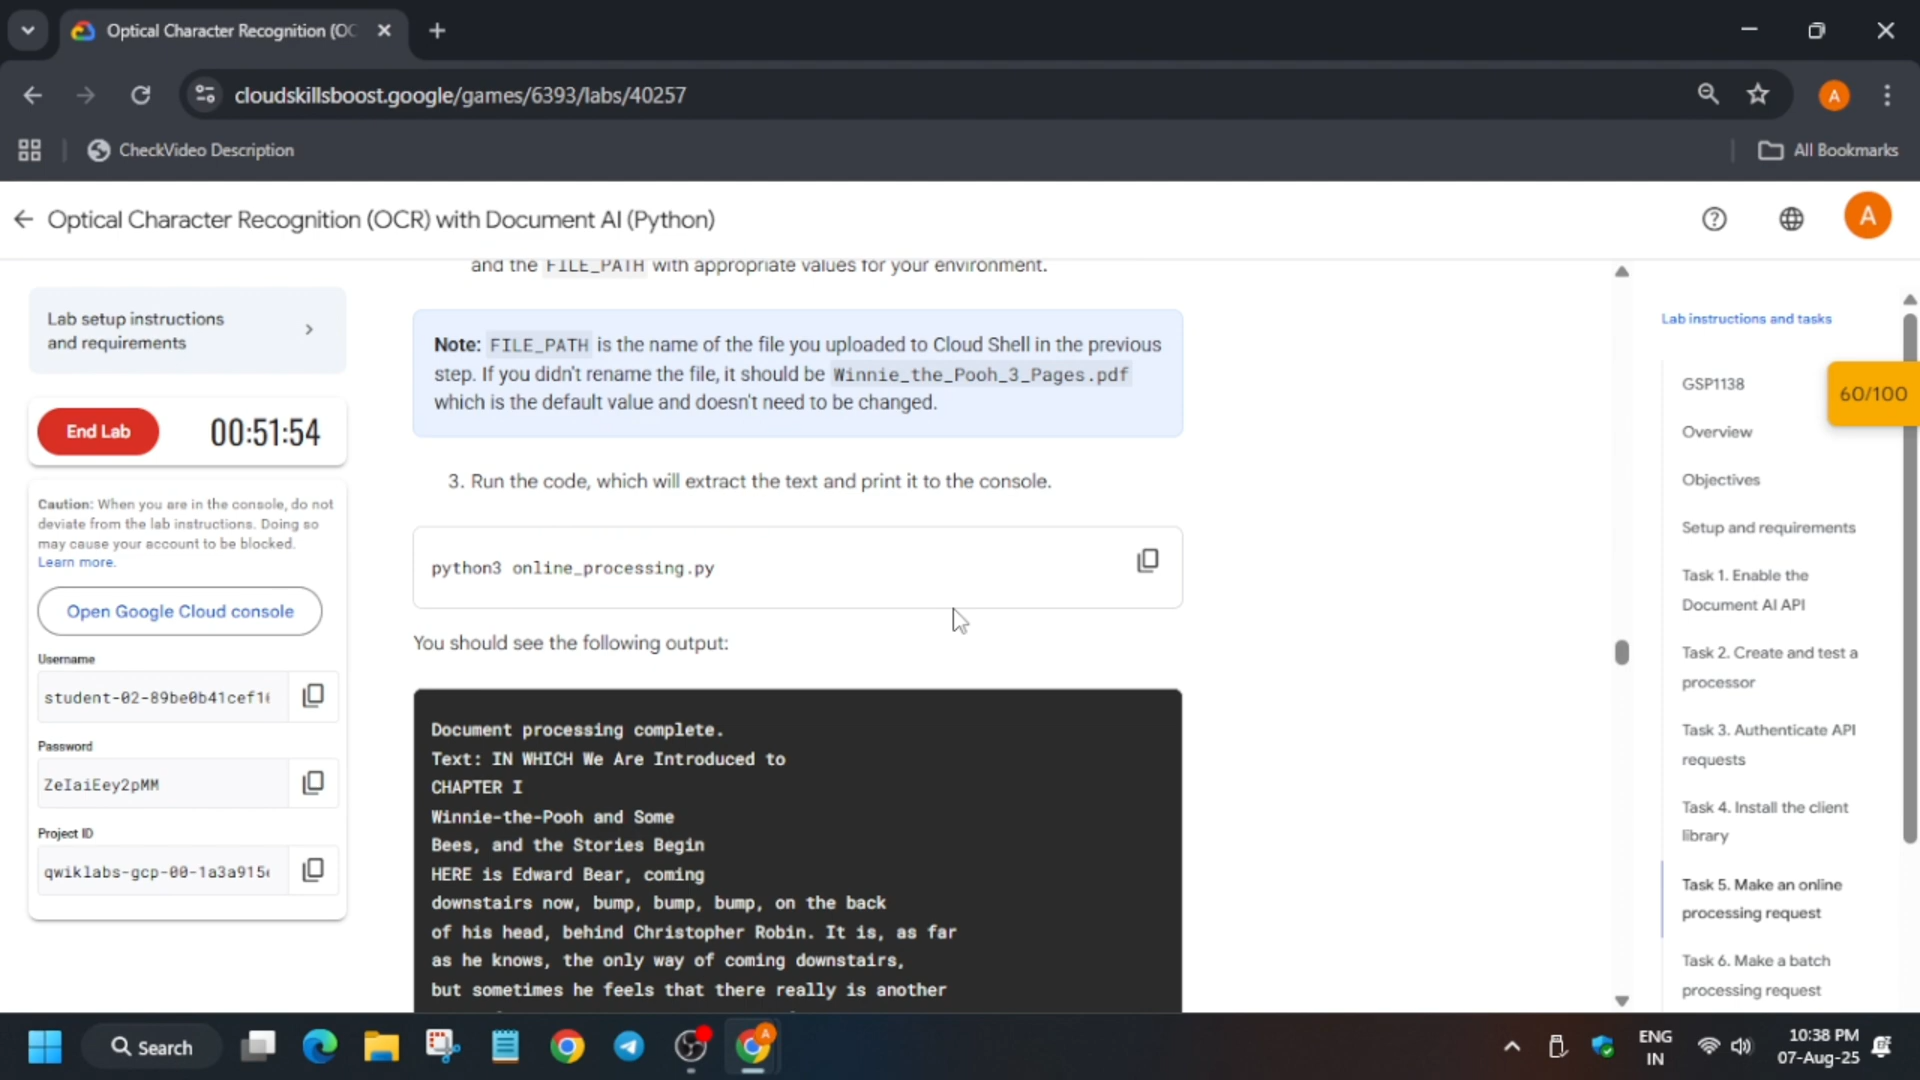 Optical Character Recognition (OC
cloudskillsboost.google/games/6393/labs/40257
A
CheckVideo Description
All Bookmarks
Optical Character Recognition (OCR) with Document AI (Python)
A
Lab setup instructions
and requirements
End Lab
00:51:54
Caution: When you are in the console, do not
deviate from the lab instructions. Doing so
may cause your account to be blocked.
Learn more.
Open Google Cloud console
Username
student-02-89be0b41cef1
Password
ZeIaiEey2pMM
Project ID
qwiklabs-gcp-00-1a3a915
and the FILE_PATH with appropriate values for your environment.
Note: FILE_PATH is the name of the file you uploaded to Cloud Shell in the previous
step. If you didn't rename the file, it should be Winnie_the_Pooh_3_Pages.pdf
which is the default value and doesn't need to be changed.
3. Run the code, which will extract the text and print it to the console.
python3 online_processing.py
You should see the following output:
Document processing complete.
Text: IN WHICH We Are Introduced to
CHAPTER I
Winnie-the-Pooh and Some
Bees, and the Stories Begin
HERE is Edward Bear, coming
downstairs now, bump, bump, bump, on the back
of his head, behind Christopher Robin. It is, as far
as he knows, the only way of coming downstairs,
but sometimes he feels that there really is another
Lab instructions and tasks
GSP1138
60/100
Overview
Objectives
Setup and requirements
Task 1. Enable the
Document AI API
Task 2. Create and test a
processor
Task 3. Authenticate API
requests
Task 4. Install the client
library
Task 5. Make an online
processing request
Task 6. Make a batch
processing request
Search
A
ENG
IN
10:38 PM
07-Aug-25